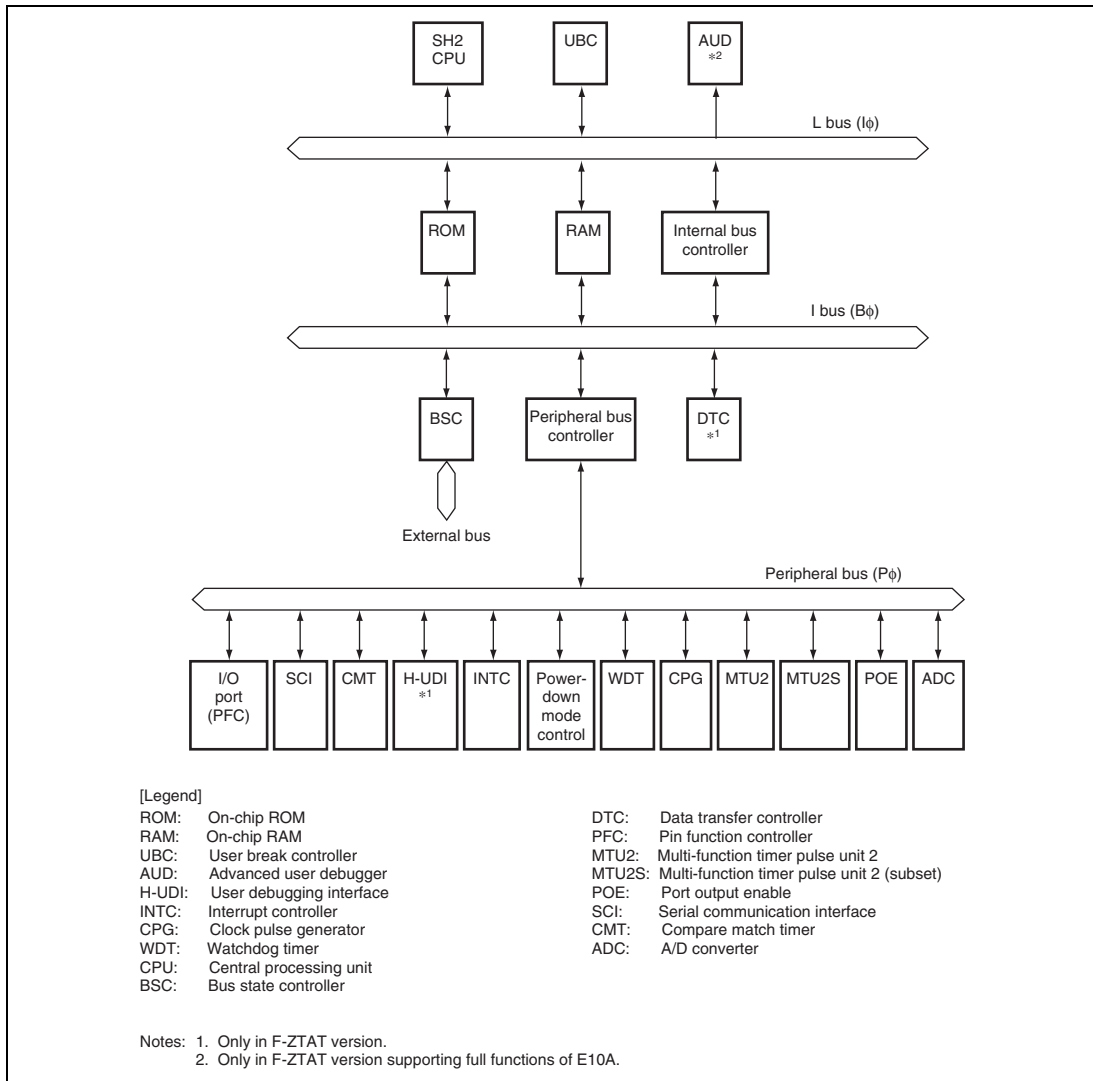 SH2
CPU
UBC
AUD
*2
L bus (Iϕ)
ROM
RAM
Internal bus
controller
I bus (Bϕ)
BSC
Peripheral bus
controller
DTC
*1
External bus
Peripheral bus (Pϕ)
I/O
port
(PFC)
SCI
CMT
H-UDI
*1
INTC
Power-
down
mode
control
WDT
CPG
MTU2
MTU2S
POE
ADC
[Legend]
ROM: On-chip ROM
RAM: On-chip RAM
UBC: User break controller
AUD: Advanced user debugger
H-UDI: User debugging interface
INTC: Interrupt controller
CPG: Clock pulse generator
WDT: Watchdog timer
CPU: Central processing unit
BSC: Bus state controller
DTC: Data transfer controller
PFC: Pin function controller
MTU2: Multi-function timer pulse unit 2
MTU2S: Multi-function timer pulse unit 2 (subset)
POE: Port output enable
SCI: Serial communication interface
CMT: Compare match timer
ADC: A/D converter
Notes: 1. Only in F-ZTAT version.
2. Only in F-ZTAT version supporting full functions of E10A.